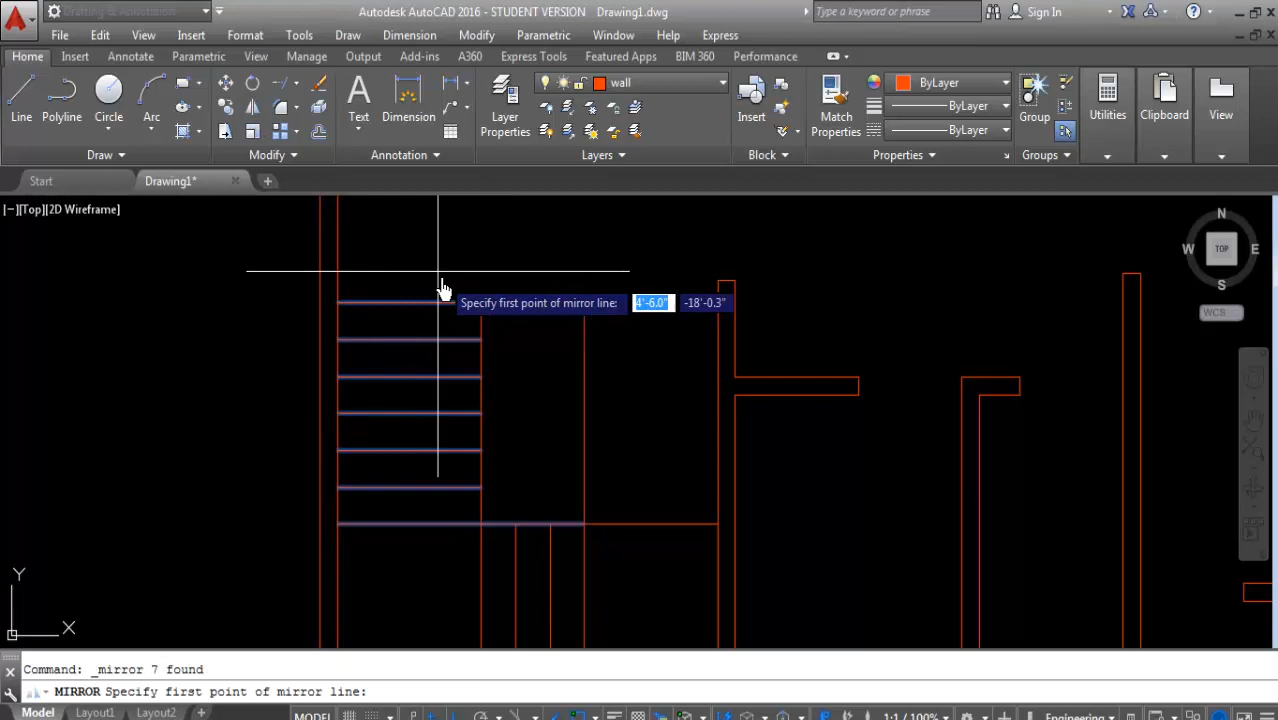 Drafting & Annotation
Autodesk AutoCAD 2016 - STUDENT VERSION Drawing1.dwg
Type a keyword or phrase
Sign In
File Edit View Insert Format Tools Draw Dimension Modify Parametric Window Help Express
Home Insert Annotate Parametric View Manage Output Add-ins A360 Express Tools Featured Apps BIM 360 Performance
wall
ByLayer
ByLayer
ByLayer
Line Polyline Circle Arc
Text Dimension
Layer Properties
Insert
Match Properties
Group
Utilities Clipboard View
Draw Modify Annotation Layers Block Properties Groups
Start Drawing1*
[−][Top][2D Wireframe]
N
W TOP E
S
WCS
Specify first point of mirror line: 4'-6.0" -18'-0.3"
Y
X
Command: _mirror 7 found
MIRROR Specify first point of mirror line:
Model Layout1 Layout2 +
MODEL
1:1 / 100%
Engineering